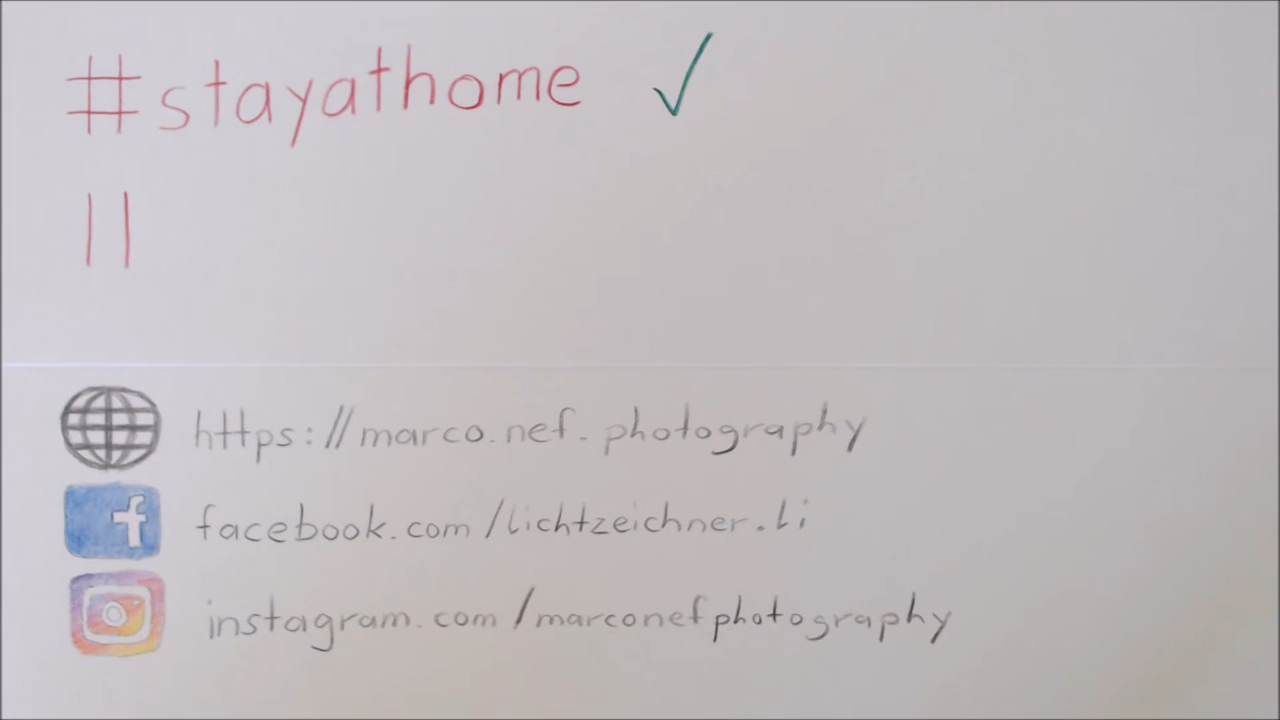 #stayathome ✓
||
https://marco.nef.photography
facebook.com/lichtzeichner.li
instagram.com/marconefphotography